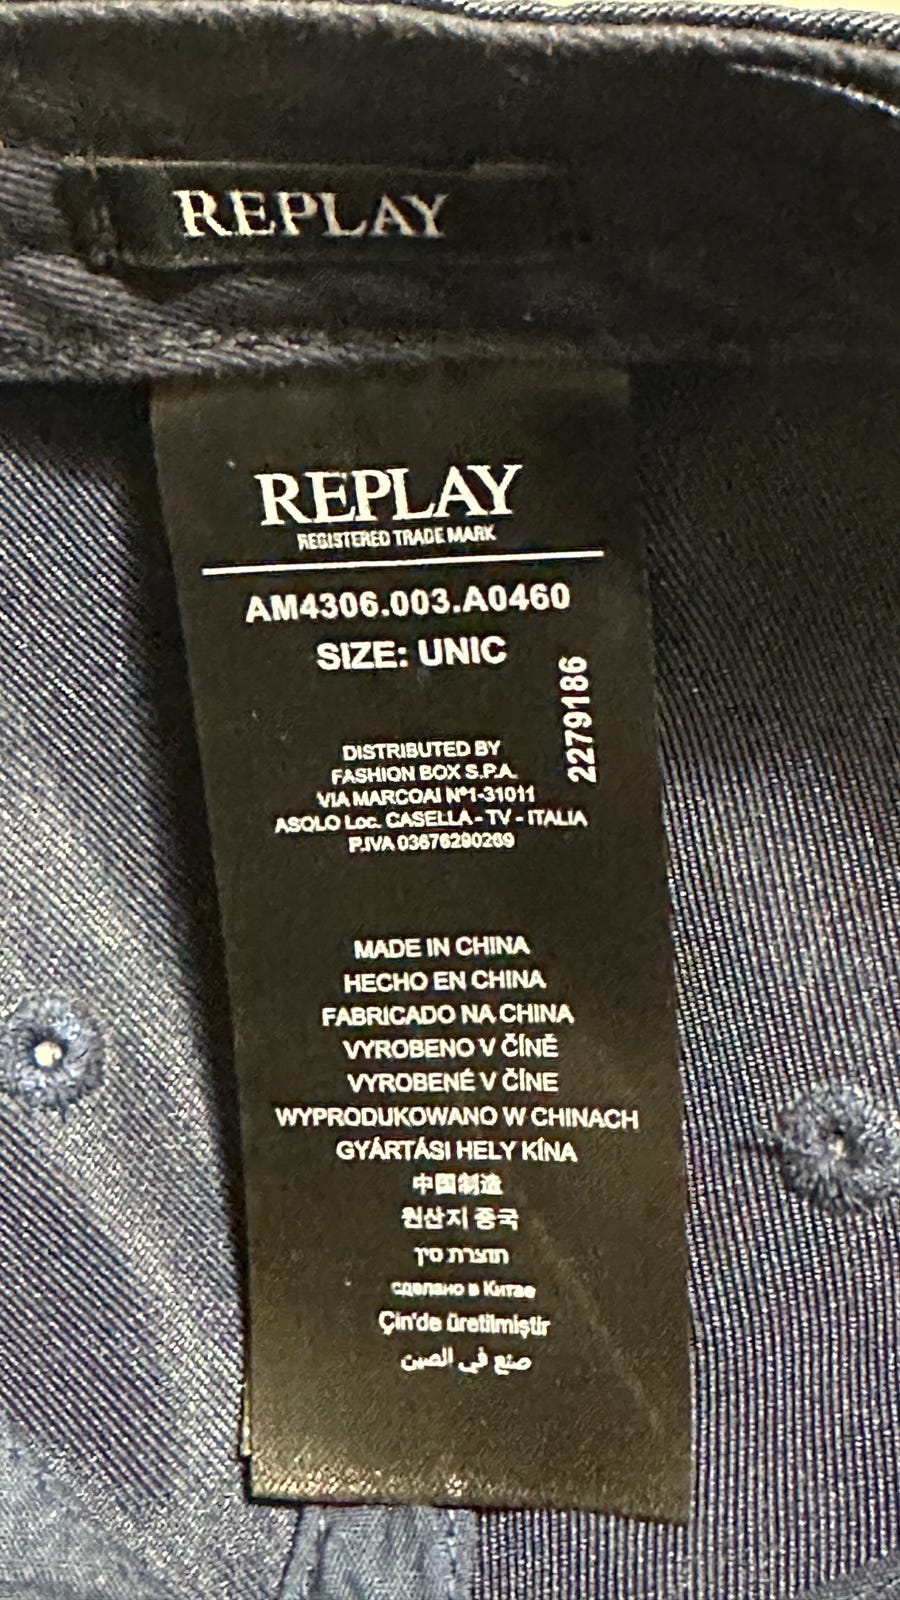 REPLAY
REPLAY
REGISTERED TRADE MARK
AM4306.003.A0460
SIZE: UNIC
2279186
DISTRIBUTED BY
FASHION BOX S.P.A.
VIA MARCOAI Nº1-31011
ASOLO Loc. CASELLA - TV - ITALIA
P.IVA 03676290269
MADE IN CHINA
HECHO EN CHINA
FABRICADO NA CHINA
VYROBENO V ČÍNĚ
VYROBENÉ V ČÍNE
WYPRODUKOWANO W CHINACH
GYÁRTÁSI HELY KÍNA
中国制造
원산지 중국
תוצרת סין
сделано в Китае
Çin'de üretilmiştir
صنع في الصين